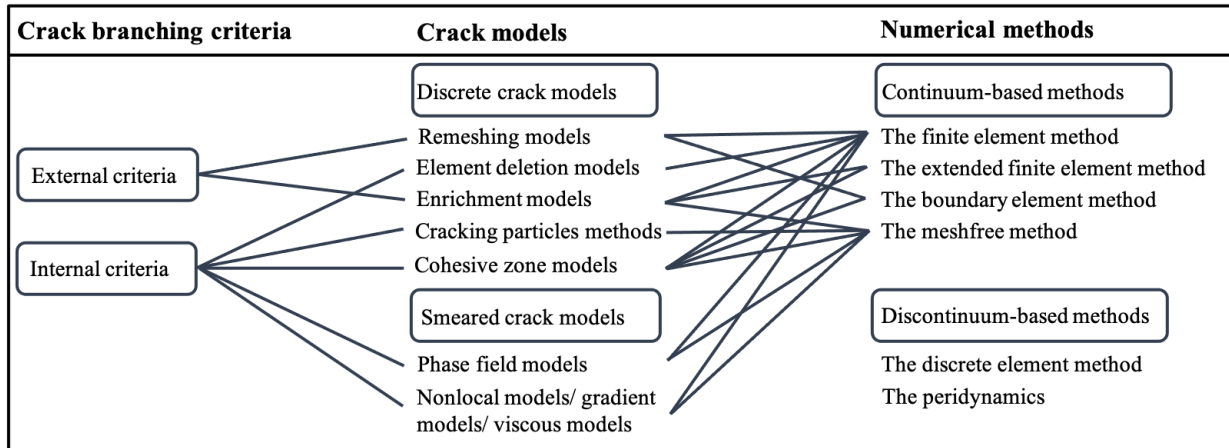 Crack branching criteria
Crack models
Numerical methods
External criteria
Internal criteria
Discrete crack models
Remeshing models
Element deletion models
Enrichment models
Cracking particles methods
Cohesive zone models
Smeared crack models
Phase field models
Nonlocal models/ gradient
models/ viscous models
Continuum-based methods
The finite element method
The extended finite element method
The boundary element method
The meshfree method
Discontinuum-based methods
The discrete element method
The peridynamics